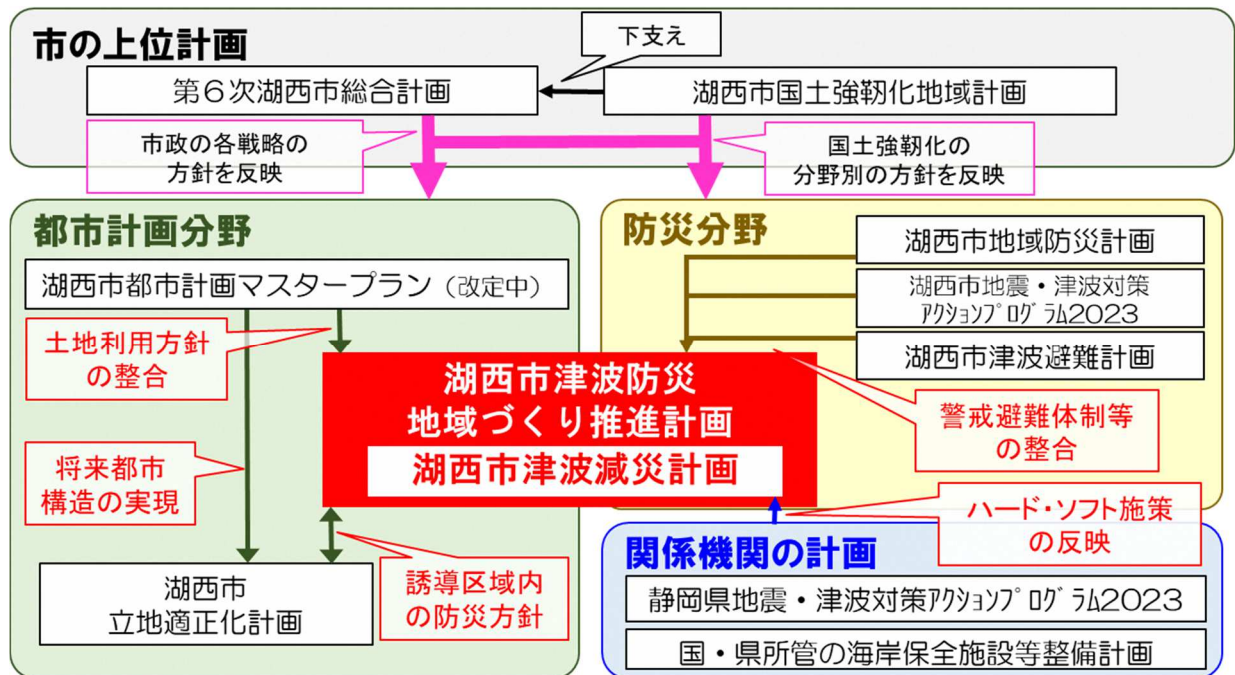 市の上位計画
下支え
第６次湖西市総合計画
湖西市国土強靭化地域計画
市政の各戦略の
方針を反映
国土強靭化の
分野別の方針を反映
都市計画分野
湖西市都市計画マスタープラン（改定中）
土地利用方針
の整合
将来都市
構造の実現
湖西市
立地適正化計画
誘導区域内
の防災方針
湖西市津波防災
地域づくり推進計画
湖西市津波減災計画
防災分野
湖西市地域防災計画
湖西市地震・津波対策
ｱｸｼｮﾝﾌﾟﾛｸﾞﾗﾑ2023
湖西市津波避難計画
警戒避難体制等
の整合
ハード・ソフト施策
の反映
関係機関の計画
静岡県地震・津波対策ｱｸｼｮﾝﾌﾟﾛｸﾞﾗﾑ2023
国・県所管の海岸保全施設等整備計画